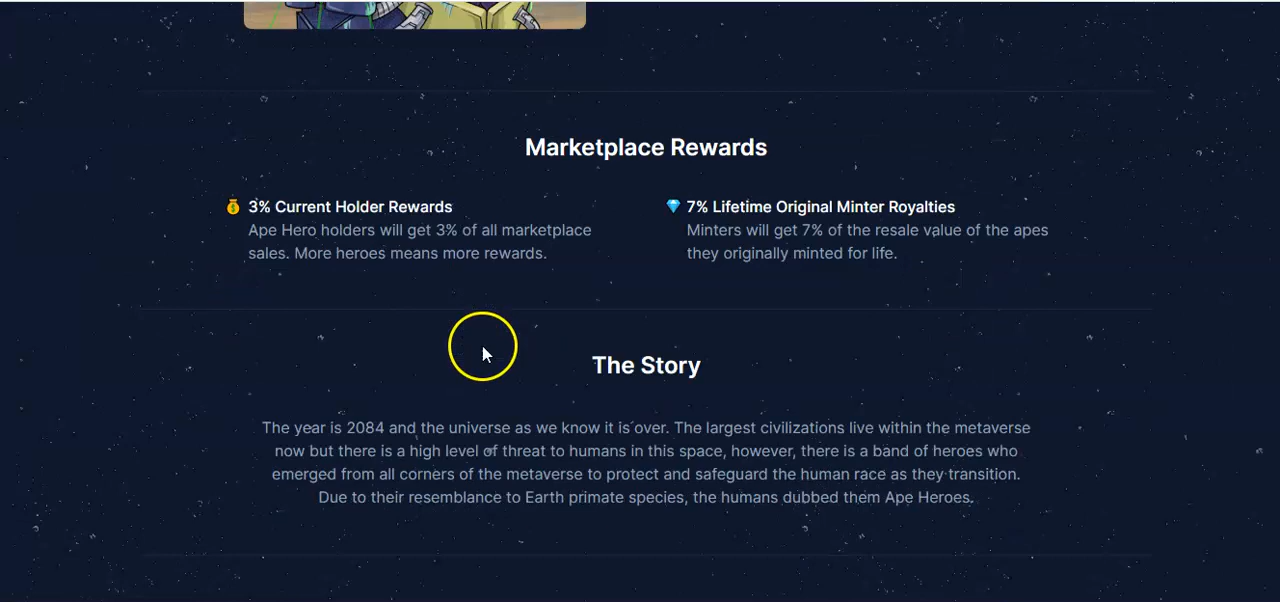 Marketplace Rewards
3% Current Holder Rewards
Ape Hero holders will get 3% of all marketplace
sales. More heroes means more rewards.
7% Lifetime Original Minter Royalties
Minters will get 7% of the resale value of the apes
they originally minted for life.
The Story
The year is 2084 and the universe as we know it is over. The largest civilizations live within the metaverse
now but there is a high level of threat to humans in this space, however, there is a band of heroes who
emerged from all corners of the metaverse to protect and safeguard the human race as they transition.
Due to their resemblance to Earth primate species, the humans dubbed them Ape Heroes.